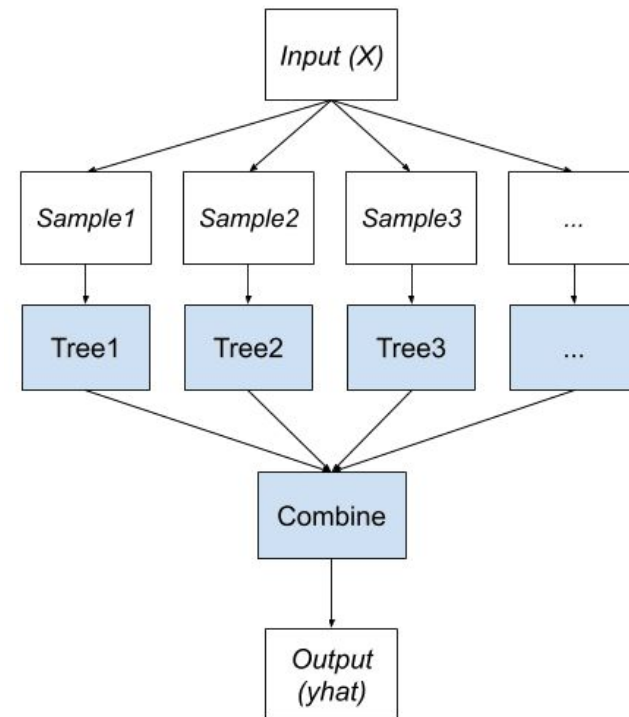 Input (X)
Sample1
Sample2
Sample3
...
Tree1
Tree2
Tree3
...
Combine
Output
(yhat)